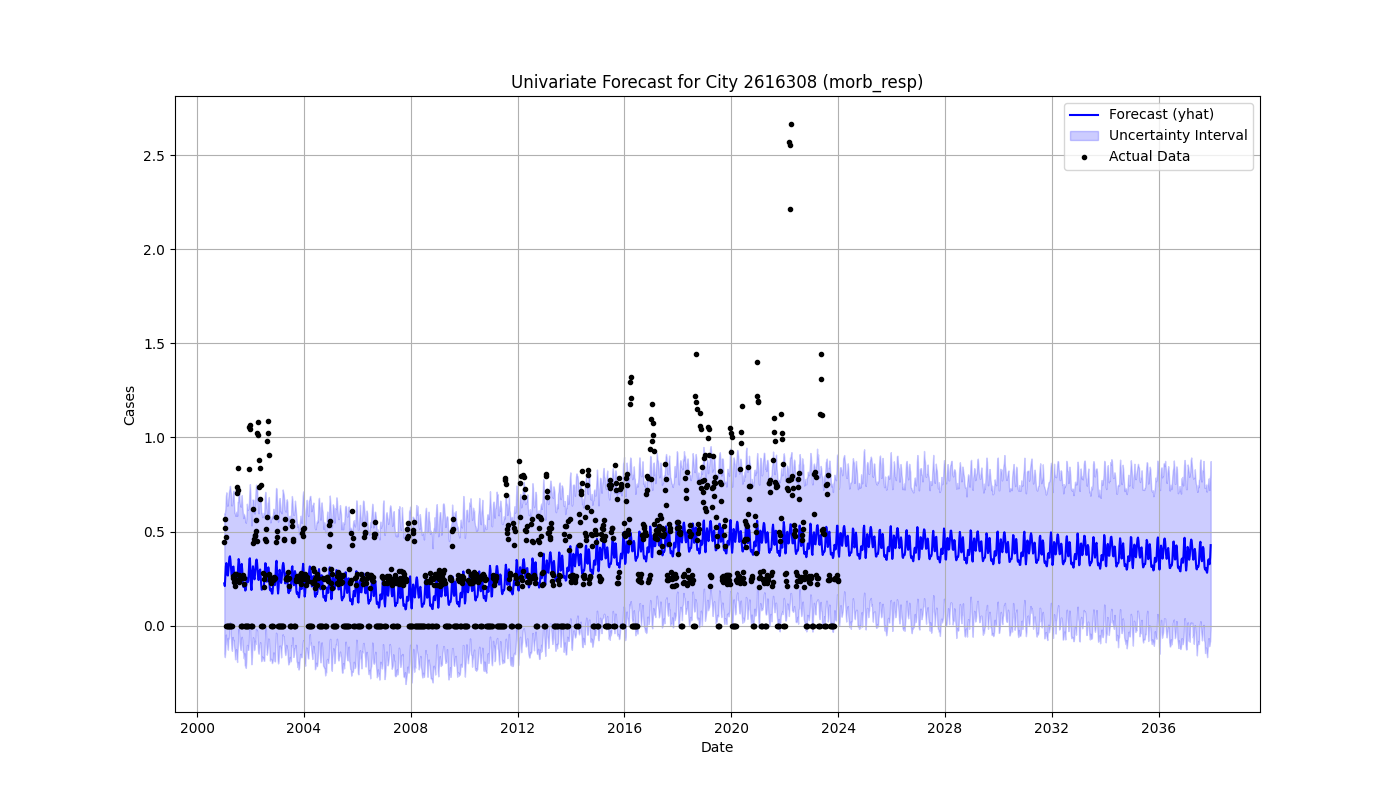 Univariate Forecast for City 2616308 (morb_resp)
Forecast (yhat)
Uncertainty Interval
Actual Data
Cases
2.5
2.0
1.5
1.0
0.5
0.0
2000 2004 2008 2012 2016 2020 2024 2028 2032 2036
Date